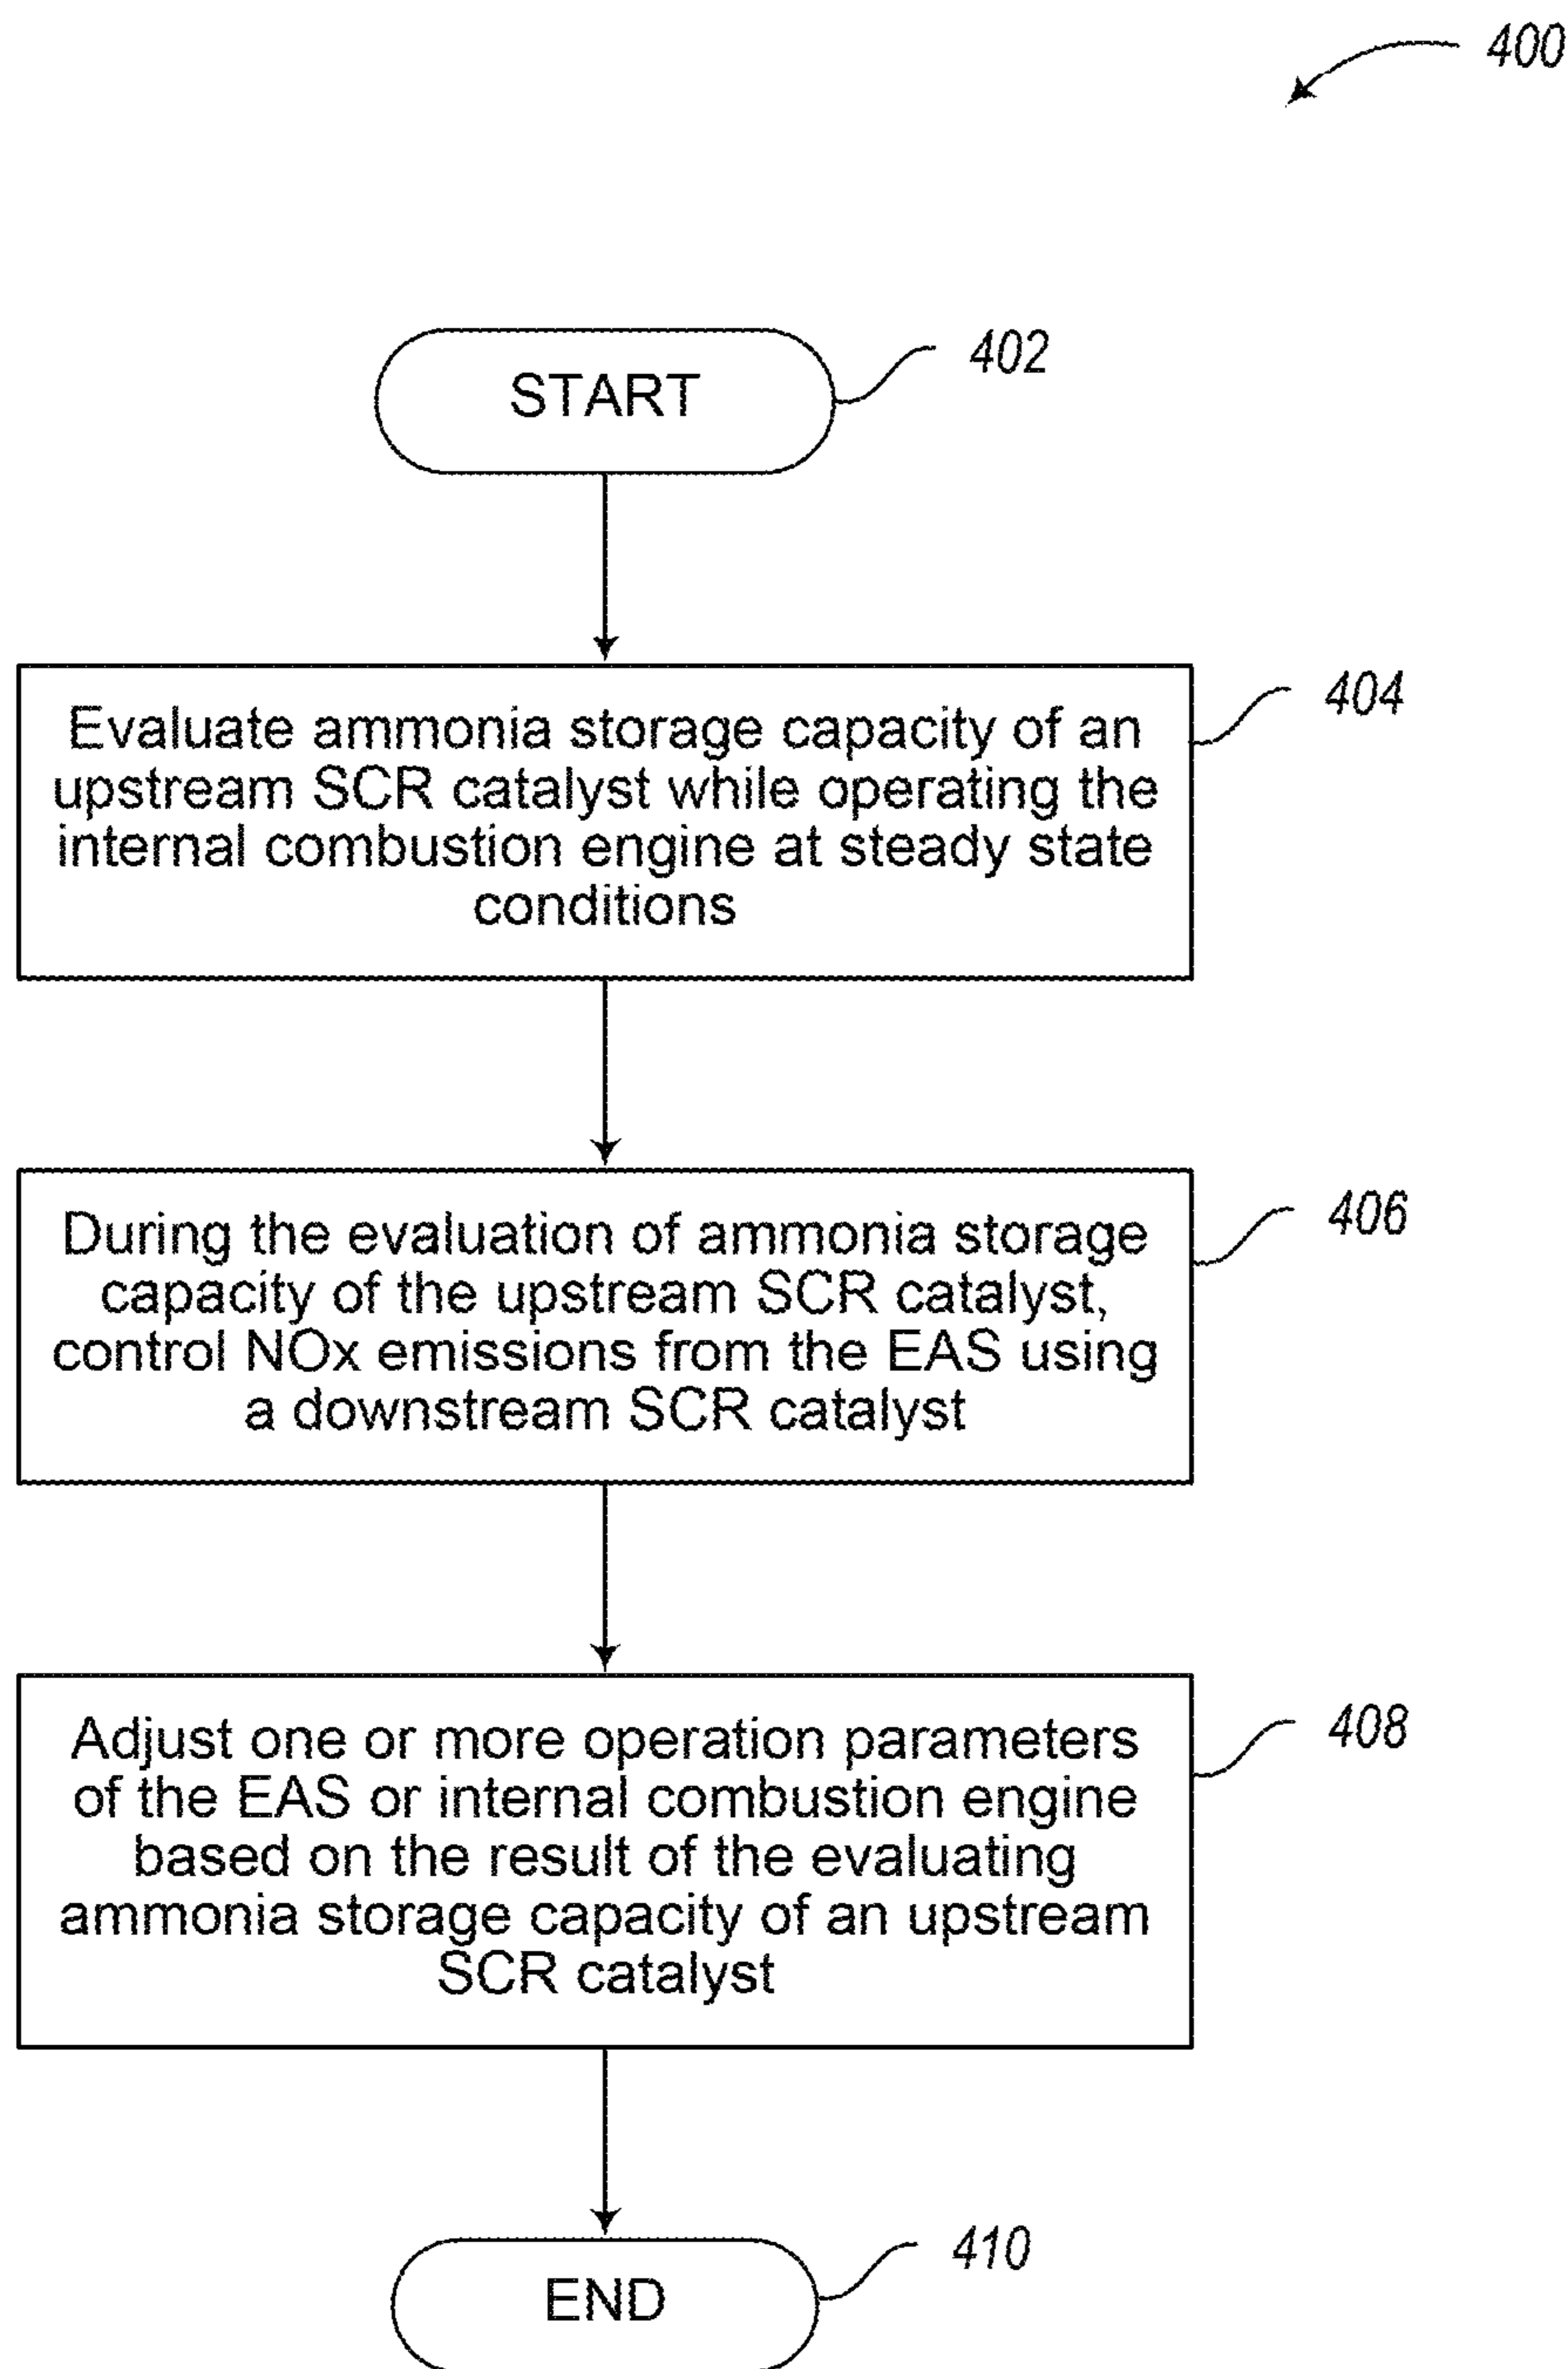 400
START
402
Evaluate ammonia storage capacity of an
upstream SCR catalyst while operating the
internal combustion engine at steady state
conditions
404
During the evaluation of ammonia storage
capacity of the upstream SCR catalyst,
control NOx emissions from the EAS using
a downstream SCR catalyst
406
Adjust one or more operation parameters
of the EAS or internal combustion engine
based on the result of the evaluating
ammonia storage capacity of an upstream
SCR catalyst
408
END
410